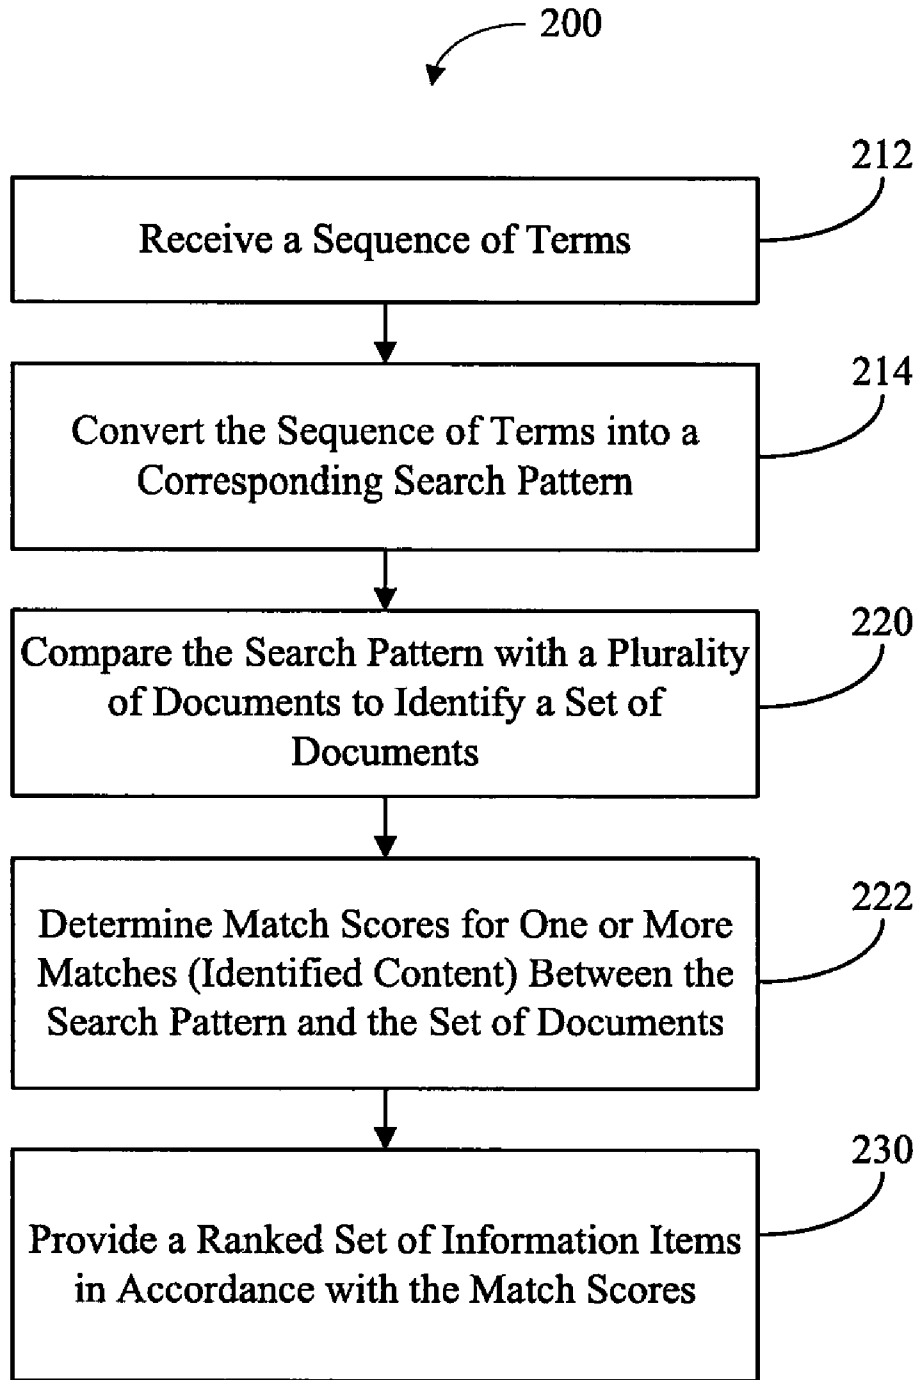 200
212
Receive a Sequence of Terms
214
Convert the Sequence of Terms into a
Corresponding Search Pattern
220
Compare the Search Pattern with a Plurality
of Documents to Identify a Set of
Documents
222
Determine Match Scores for One or More
Matches (Identified Content) Between the
Search Pattern and the Set of Documents
230
Provide a Ranked Set of Information Items
in Accordance with the Match Scores